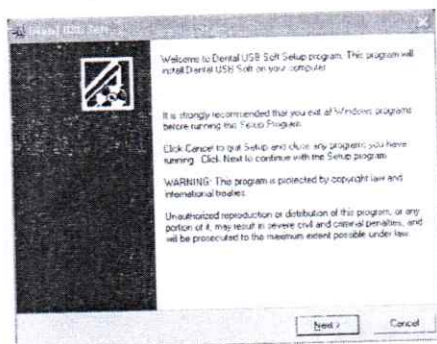 Dental USB Soft
Welcome to Dental USB Soft Setup program. This program will
install Dental USB Soft on your computer.
It is strongly recommended that you exit all Windows programs
before running this Setup Program.
Click Cancel to quit Setup and close any programs you have
running. Click Next to continue with the Setup program.
WARNING: This program is protected by copyright law and
international treaties.
Unauthorized reproduction or distribution of this program, or any
portion of it, may result in severe civil and criminal penalties, and
will be prosecuted to the maximum extent possible under law.
Next >
Cancel